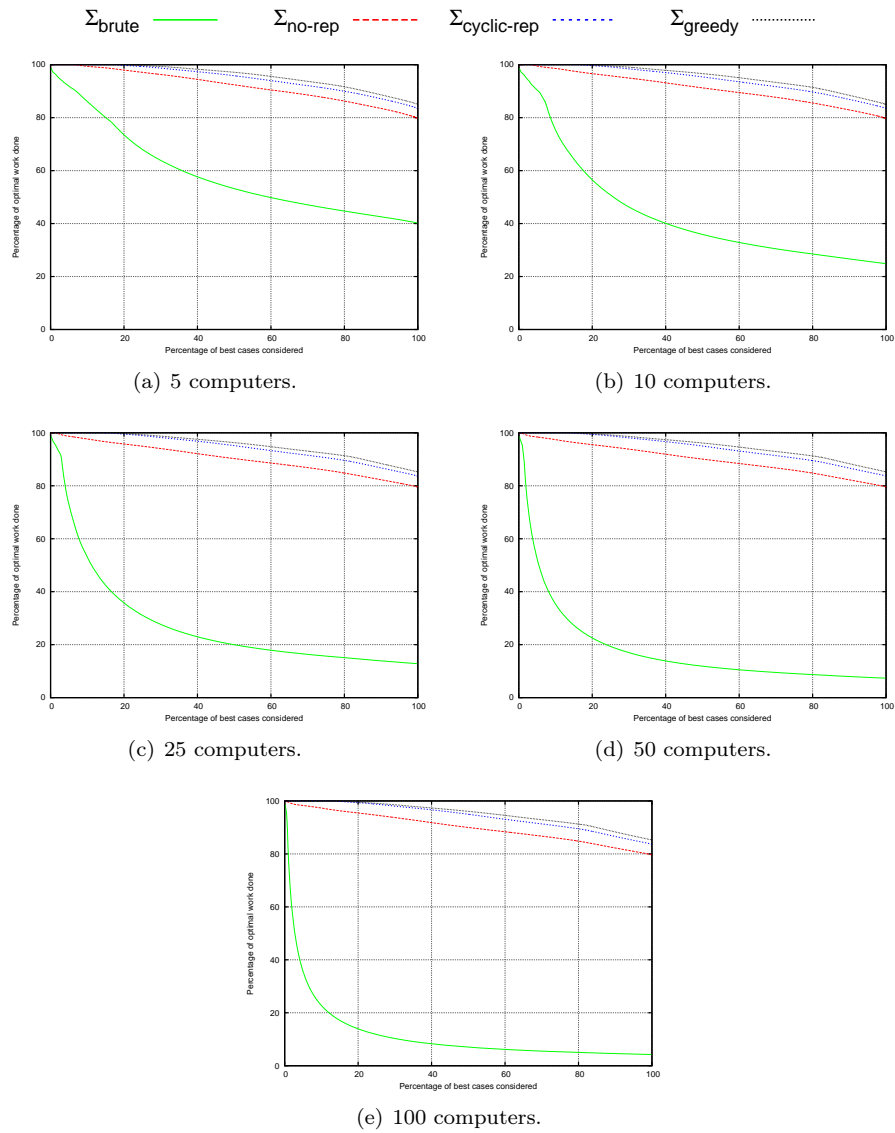 Σbrute Σno-rep Σcyclic-rep Σgreedy
100
80
60
40
20
0
Percentage of optimal work done
0 20 40 60 80 100
Percentage of best cases considered
(a) 5 computers.
100
80
60
40
20
0
Percentage of optimal work done
0 20 40 60 80 100
Percentage of best cases considered
(b) 10 computers.
100
80
60
40
20
0
Percentage of optimal work done
0 20 40 60 80 100
Percentage of best cases considered
(c) 25 computers.
100
80
60
40
20
0
Percentage of optimal work done
0 20 40 60 80 100
Percentage of best cases considered
(d) 50 computers.
100
80
60
40
20
0
Percentage of optimal work done
0 20 40 60 80 100
Percentage of best cases considered
(e) 100 computers.